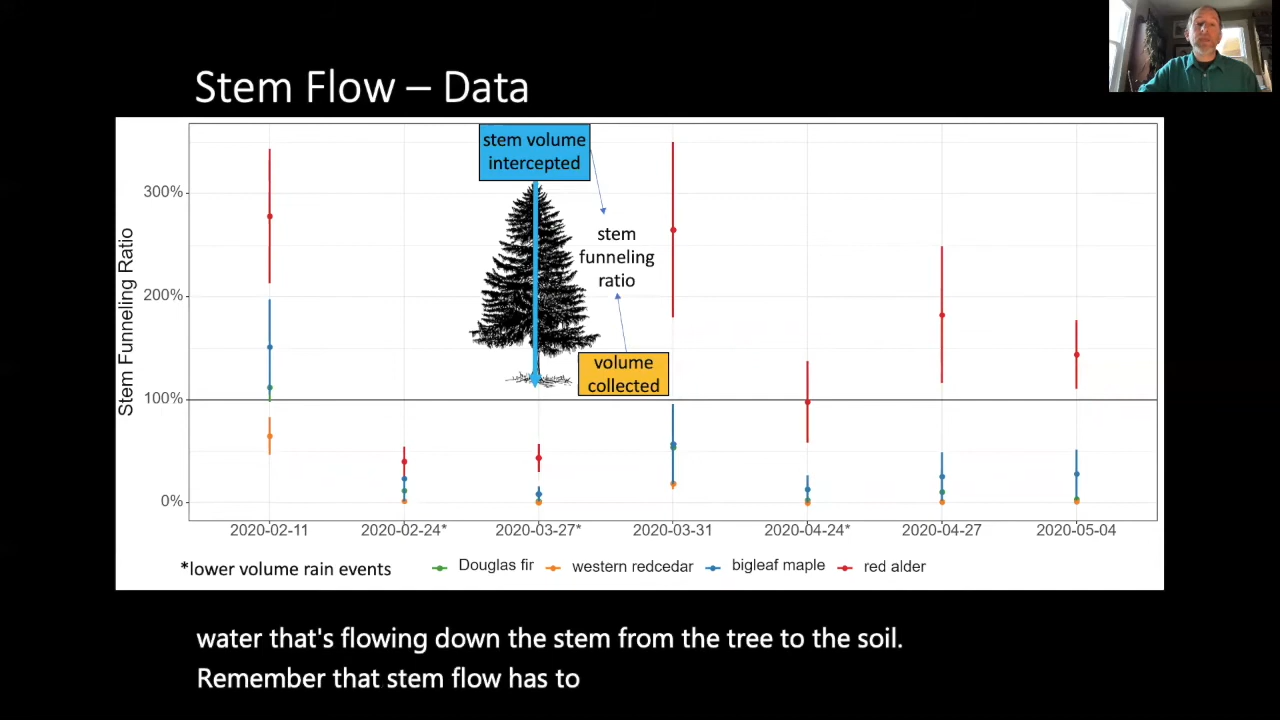 Stem Flow – Data
stem volume
intercepted
stem
funneling
ratio
volume
collected
Stem Funneling Ratio
300%
200%
100%
0%
2020-02-11
2020-02-24*
2020-03-27*
2020-03-31
2020-04-24*
2020-04-27
2020-05-04
*lower volume rain events
Douglas fir
western redcedar
bigleaf maple
red alder
water that's flowing down the stem from the tree to the soil.
Remember that stem flow has to